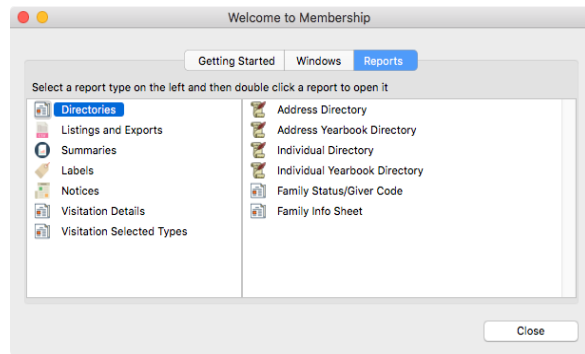 Welcome to Membership
Getting Started Windows Reports
Select a report type on the left and then double click a report to open it
Directories
Listings and Exports
Summaries
Labels
Notices
Visitation Details
Visitation Selected Types
Address Directory
Address Yearbook Directory
Individual Directory
Individual Yearbook Directory
Family Status/Giver Code
Family Info Sheet
Close